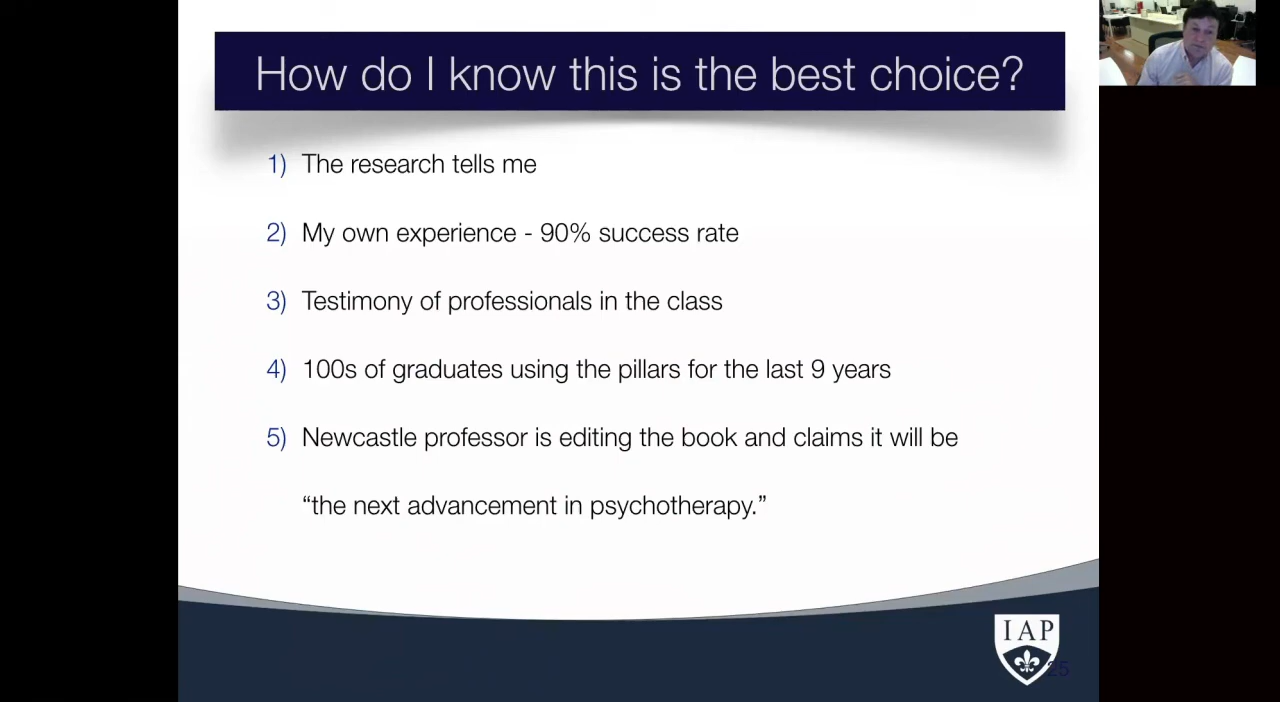 How do I know this is the best choice?
1) The research tells me
2) My own experience - 90% success rate
3) Testimony of professionals in the class
4) 100s of graduates using the pillars for the last 9 years
5) Newcastle professor is editing the book and claims it will be
“the next advancement in psychotherapy.”
IAP
25